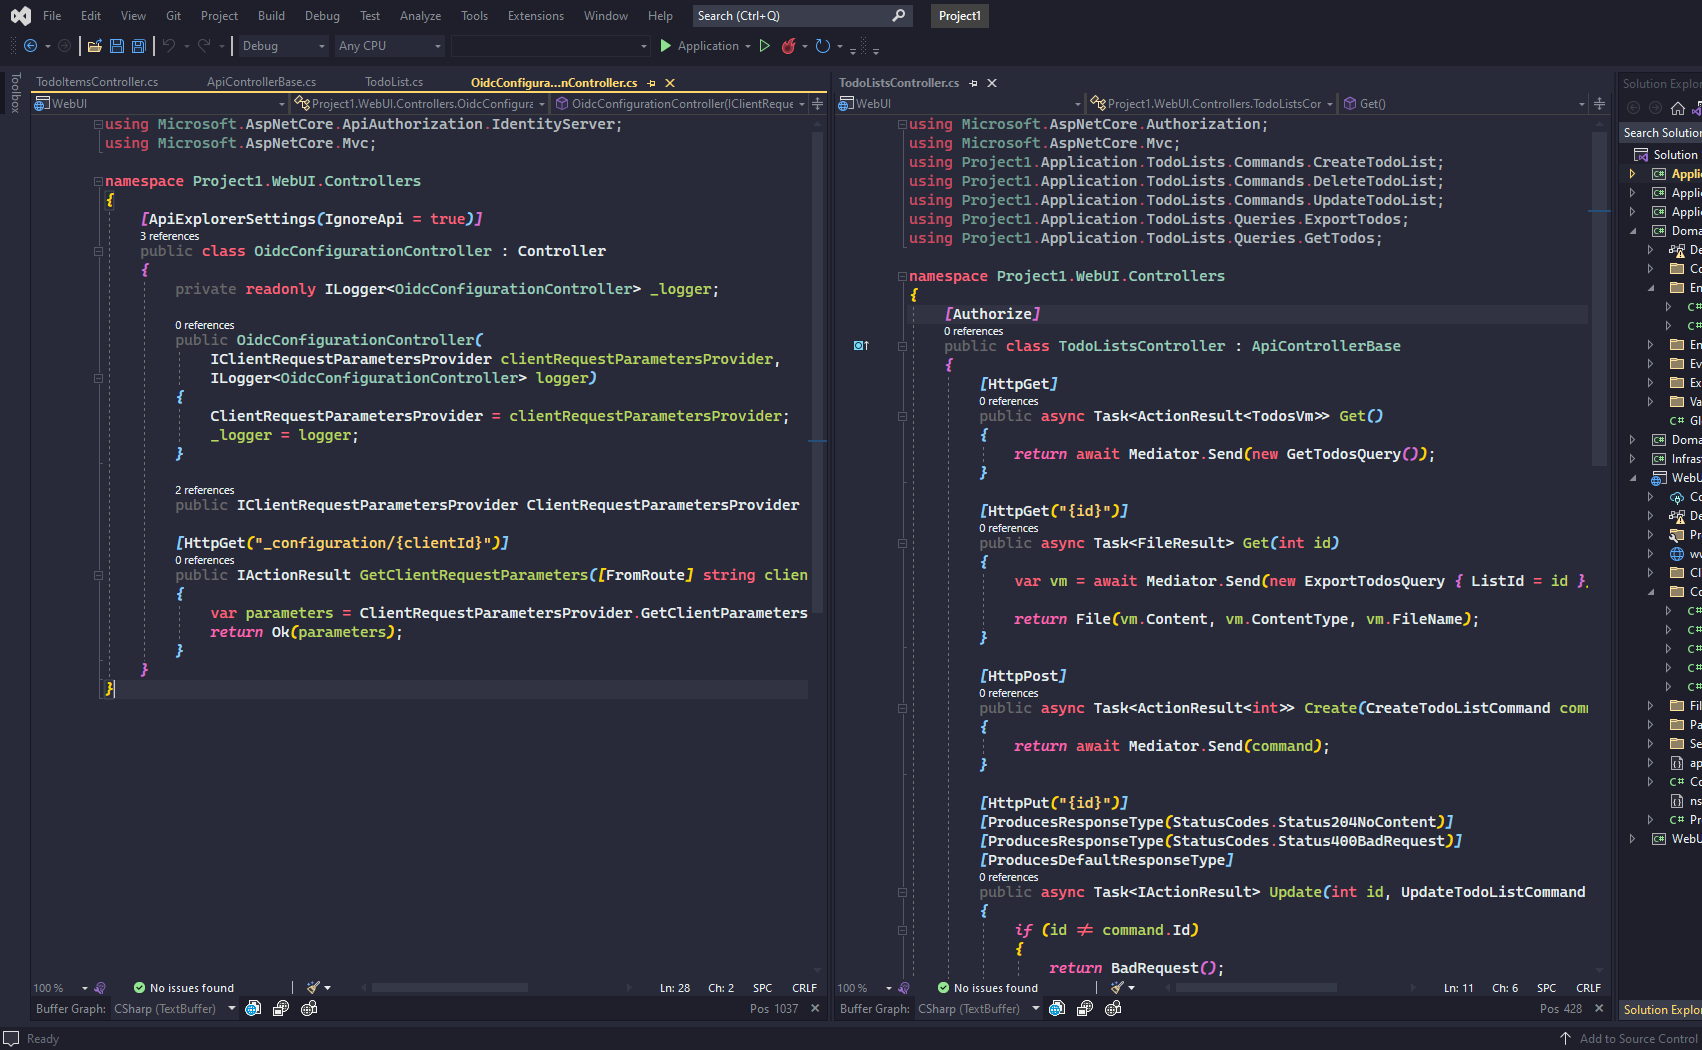 File Edit View Git Project Build Debug Test Analyze Tools Extensions Window Help Search (Ctrl+Q) Project1
Debug Any CPU Application
Toolbox
TodoItemsController.cs ApiControllerBase.cs TodoList.cs OidcConfigura...nController.cs
WebUI Project1.WebUI.Controllers.OidcConfigura OidcConfigurationController(IClientReque
using Microsoft.AspNetCore.ApiAuthorization.IdentityServer;
using Microsoft.AspNetCore.Mvc;
namespace Project1.WebUI.Controllers
{
[ApiExplorerSettings(IgnoreApi = true)]
3 references
public class OidcConfigurationController : Controller
{
private readonly ILogger<OidcConfigurationController> _logger;
0 references
public OidcConfigurationController(
IClientRequestParametersProvider clientRequestParametersProvider,
ILogger<OidcConfigurationController> logger)
{
ClientRequestParametersProvider = clientRequestParametersProvider;
_logger = logger;
}
2 references
public IClientRequestParametersProvider ClientRequestParametersProvider
[HttpGet("_configuration/{clientId}")]
0 references
public IActionResult GetClientRequestParameters([FromRoute] string clien
{
var parameters = ClientRequestParametersProvider.GetClientParameters
return Ok(parameters);
}
}
}
100 % No issues found Ln: 28 Ch: 2 SPC CRLF
Buffer Graph: CSharp (TextBuffer) Pos 1037
TodoListsController.cs
WebUI Project1.WebUI.Controllers.TodoListsCor Get()
using Microsoft.AspNetCore.Authorization;
using Microsoft.AspNetCore.Mvc;
using Project1.Application.TodoLists.Commands.CreateTodoList;
using Project1.Application.TodoLists.Commands.DeleteTodoList;
using Project1.Application.TodoLists.Commands.UpdateTodoList;
using Project1.Application.TodoLists.Queries.ExportTodos;
using Project1.Application.TodoLists.Queries.GetTodos;
namespace Project1.WebUI.Controllers
{
[Authorize]
0 references
public class TodoListsController : ApiControllerBase
{
[HttpGet]
0 references
public async Task<ActionResult<TodosVm>> Get()
{
return await Mediator.Send(new GetTodosQuery());
}
[HttpGet("{id}")]
0 references
public async Task<FileResult> Get(int id)
{
var vm = await Mediator.Send(new ExportTodosQuery { ListId = id }
return File(vm.Content, vm.ContentType, vm.FileName);
}
[HttpPost]
0 references
public async Task<ActionResult<int>> Create(CreateTodoListCommand com
{
return await Mediator.Send(command);
}
[HttpPut("{id}")]
[ProducesResponseType(StatusCodes.Status204NoContent)]
[ProducesResponseType(StatusCodes.Status400BadRequest)]
[ProducesDefaultResponseType]
0 references
public async Task<IActionResult> Update(int id, UpdateTodoListCommand
{
if (id ≠ command.Id)
{
return BadRequest();
100 % No issues found Ln: 11 Ch: 6 SPC CRLF
Buffer Graph: CSharp (TextBuffer) Pos 428
Solution Explor
Search Solution
Solution
Appli
Appli
Appli
Doma
De
Co
En
C#
C#
En
Ev
Ex
Va
C# Gl
Doma
Infras
WebU
Co
De
Pr
ww
Cl
Co
C#
C#
C#
C#
C#
Fil
Pa
Se
ap
C# Co
ns
C# Pr
WebU
Solution Explor
Ready Add to Source Control